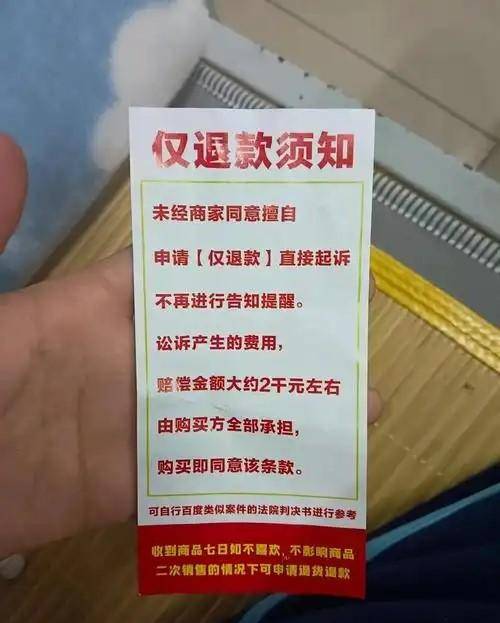 仅退款须知
未经商家同意擅自
申请【仅退款】直接起诉
不再进行告知提醒。
讼诉产生的费用，
赔偿金额大约2千元左右
由购买方全部承担，
购买即同意该条款。
可自行百度类似案件的法院判决书进行参考
收到商品七日如不喜欢，不影响商品
二次销售的情况下可申请退货退款